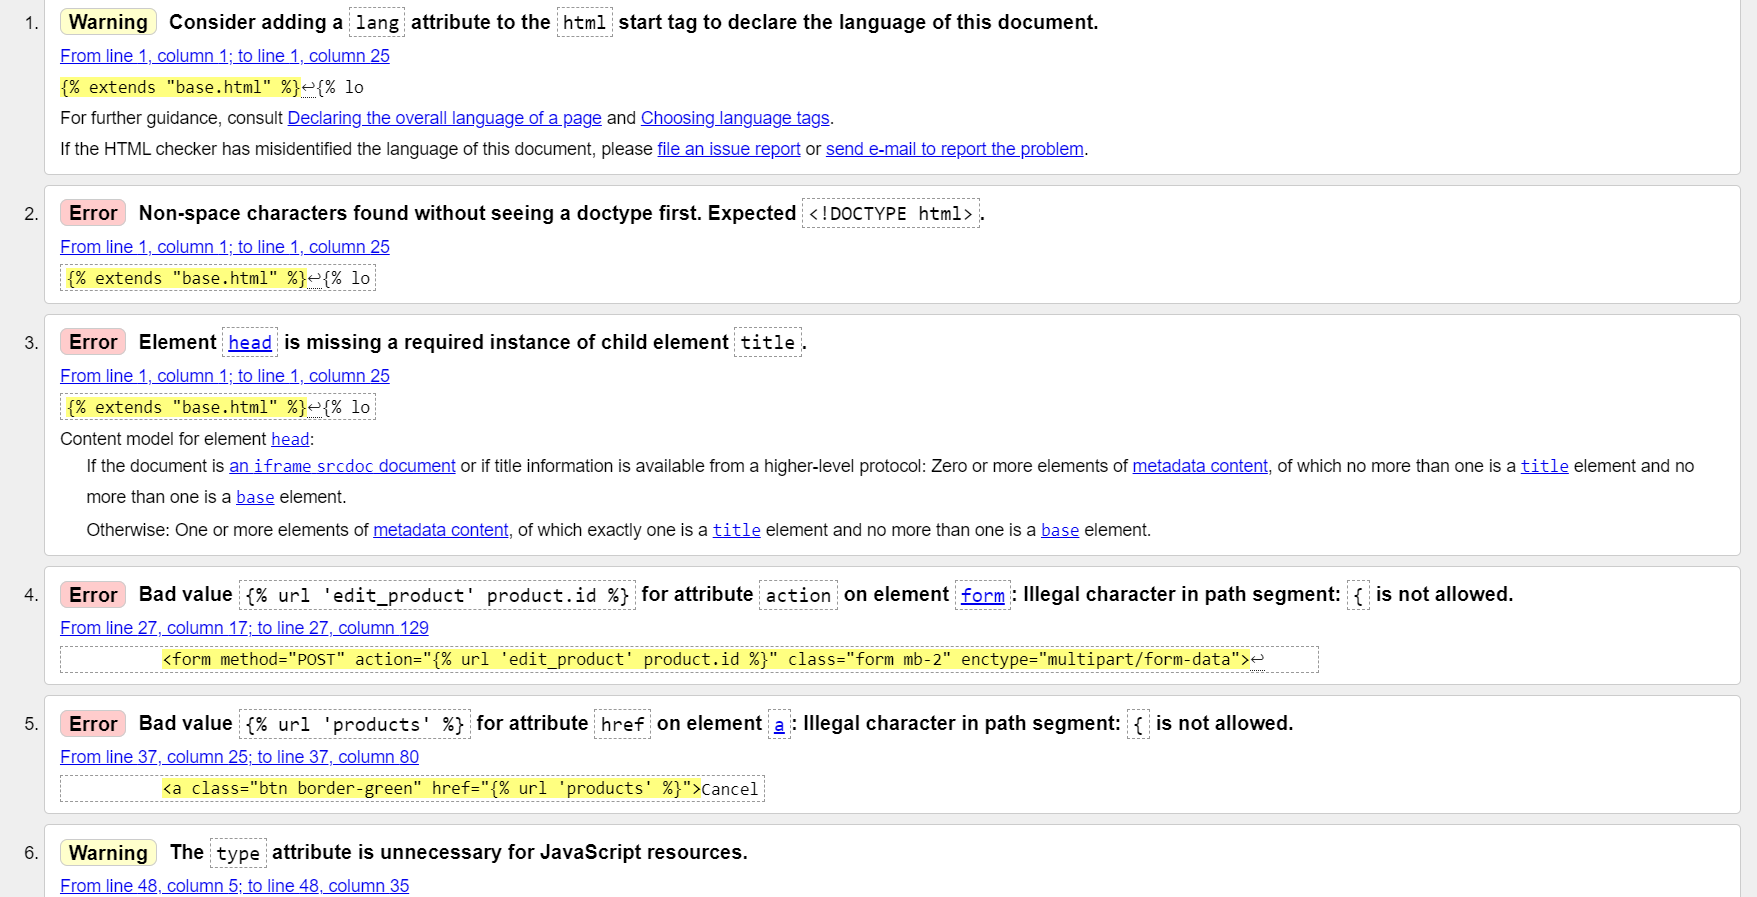 1. Warning Consider adding a lang attribute to the html start tag to declare the language of this document.
From line 1, column 1; to line 1, column 25
{% extends "base.html" %}↩{% lo
For further guidance, consult Declaring the overall language of a page and Choosing language tags.
If the HTML checker has misidentified the language of this document, please file an issue report or send e-mail to report the problem.
2. Error Non-space characters found without seeing a doctype first. Expected <!DOCTYPE html>.
From line 1, column 1; to line 1, column 25
{% extends "base.html" %}↩{% lo
3. Error Element head is missing a required instance of child element title.
From line 1, column 1; to line 1, column 25
{% extends "base.html" %}↩{% lo
Content model for element head:
If the document is an iframe srcdoc document or if title information is available from a higher-level protocol: Zero or more elements of metadata content, of which no more than one is a title element and no
more than one is a base element.
Otherwise: One or more elements of metadata content, of which exactly one is a title element and no more than one is a base element.
4. Error Bad value {% url 'edit_product' product.id %} for attribute action on element form: Illegal character in path segment: { is not allowed.
From line 27, column 17; to line 27, column 129
<form method="POST" action="{% url 'edit_product' product.id %}" class="form mb-2" enctype="multipart/form-data">↩
5. Error Bad value {% url 'products' %} for attribute href on element a: Illegal character in path segment: { is not allowed.
From line 37, column 25; to line 37, column 80
<a class="btn border-green" href="{% url 'products' %}">Cancel
6. Warning The type attribute is unnecessary for JavaScript resources.
From line 48, column 5; to line 48, column 35